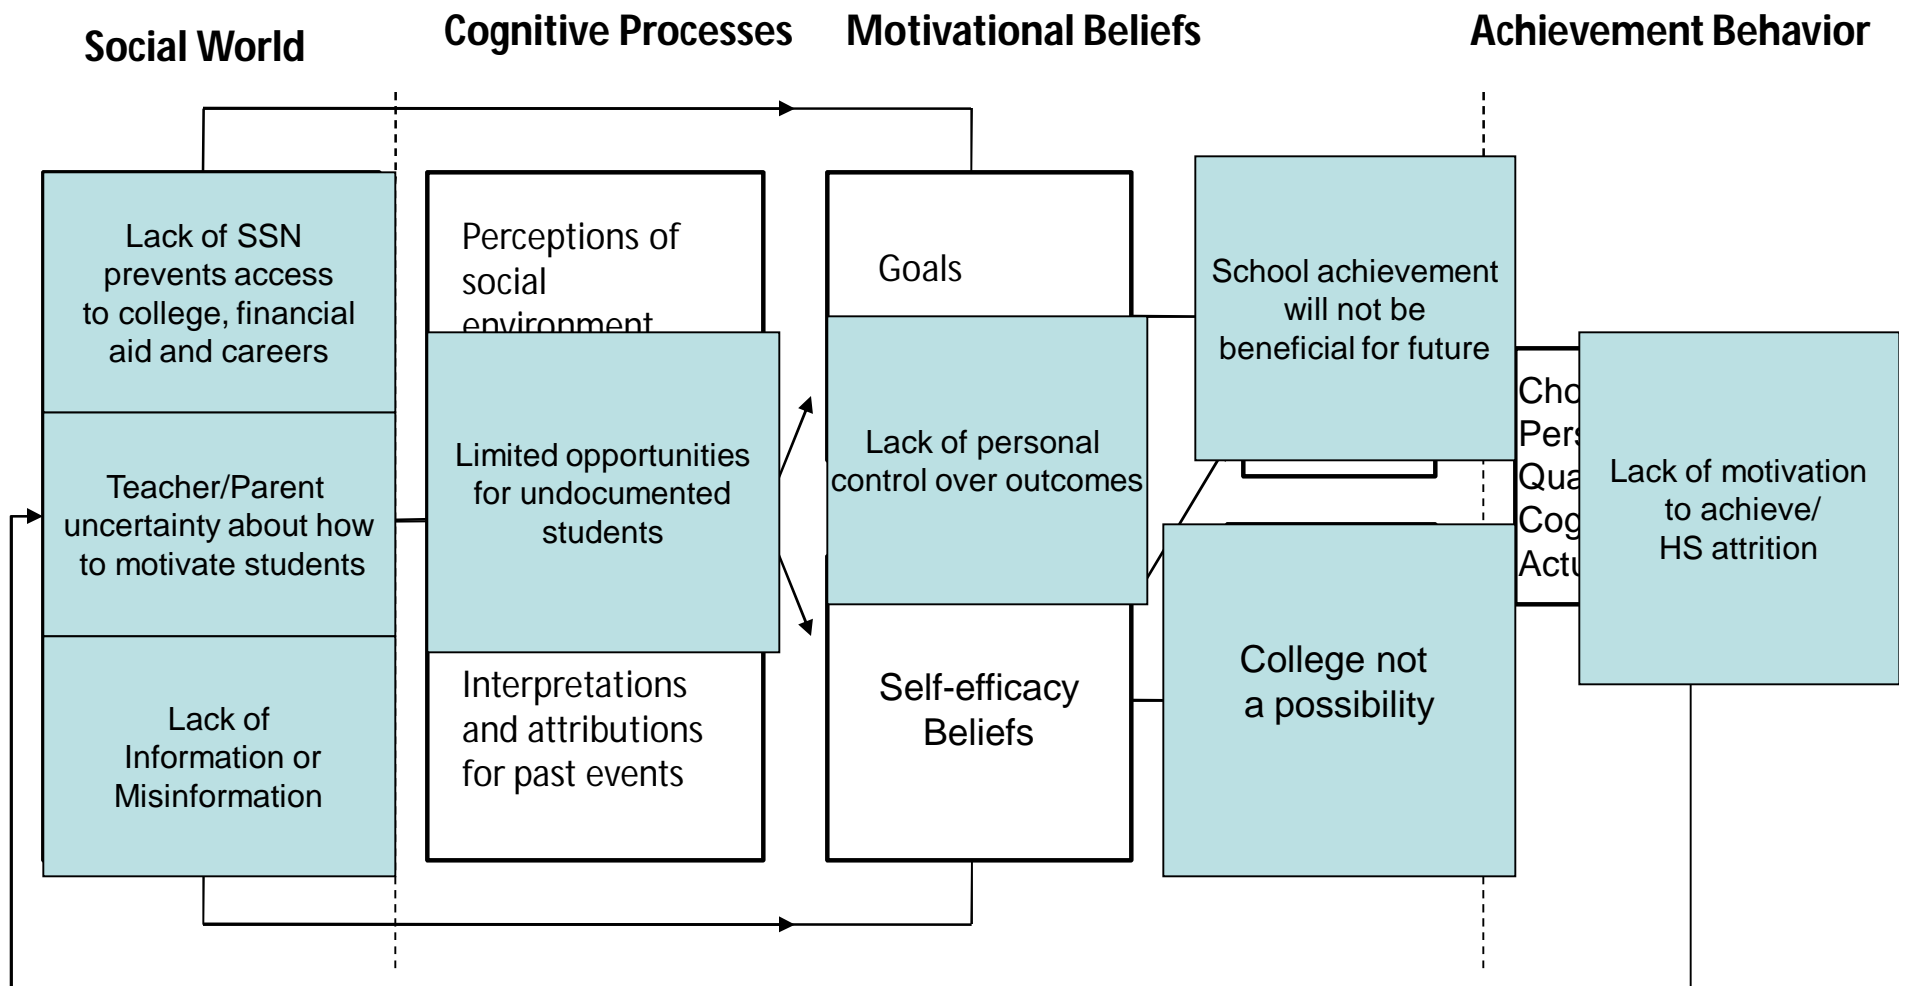 Social World
Cognitive Processes
Motivational Beliefs
Achievement Behavior
Lack of SSN
prevents access
to college, financial
aid and careers
Teacher/Parent
uncertainty about how
to motivate students
Lack of
Information or
Misinformation
Perceptions of
social
environment
Limited opportunities
for undocumented
students
Interpretations
and attributions
for past events
Goals
Lack of personal
control over outcomes
Self-efficacy
Beliefs
School achievement
will not be
beneficial for future
College not
a possibility
Lack of motivation
to achieve/
HS attrition